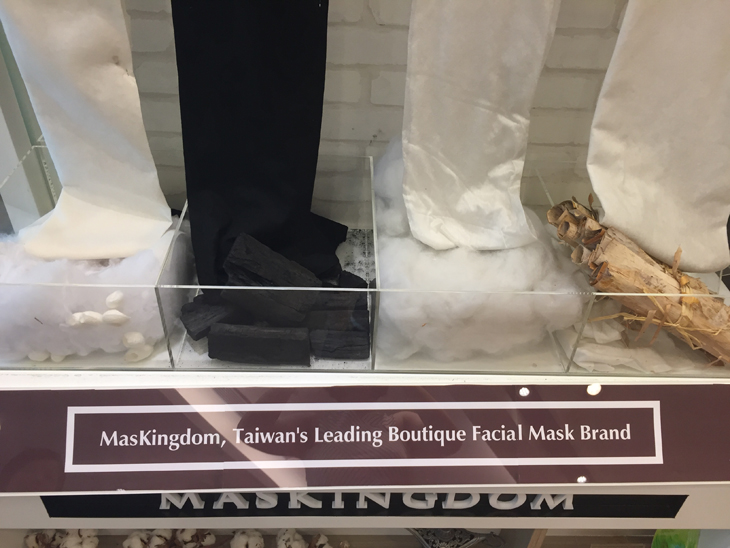 MasKingdom, Taiwan's Leading Boutique Facial Mask Brand
MASKINGDOM